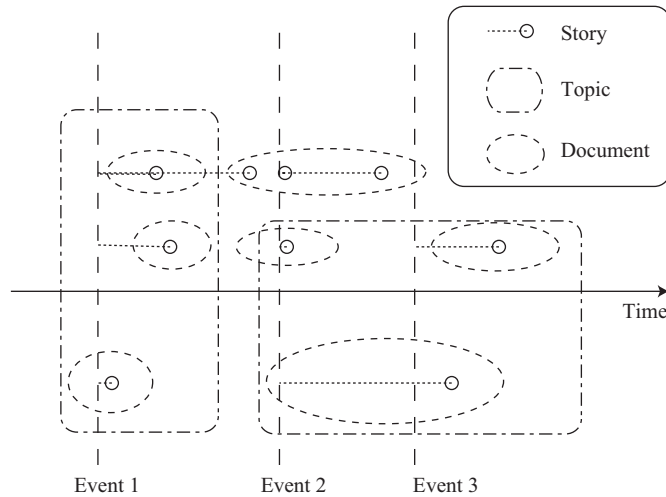 Story
Topic
Document
Time
Event 1
Event 2
Event 3